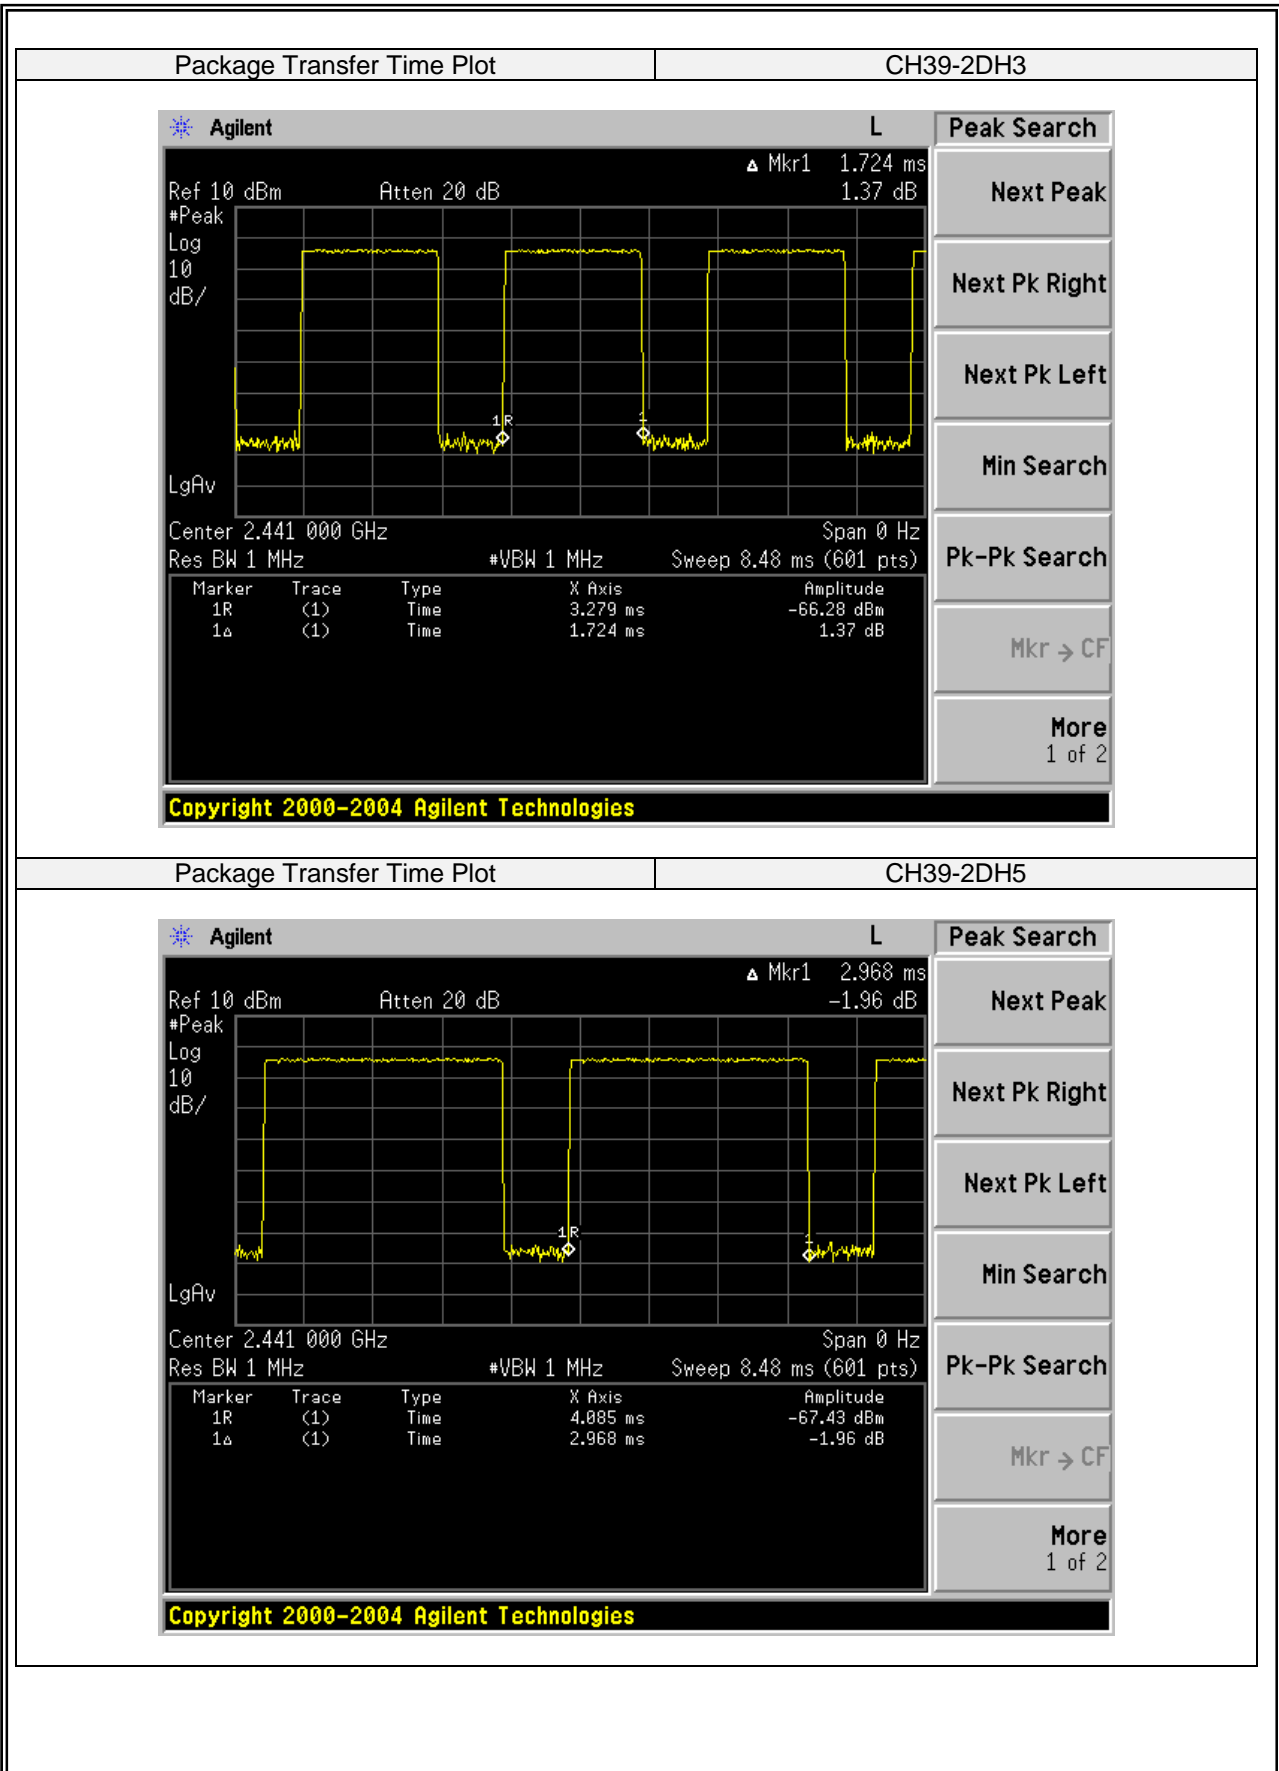 Package Transfer Time Plot CH39-2DH3
Agilent L Peak Search
Δ Mkr1 1.724 ms
Ref 10 dBm Atten 20 dB 1.37 dB
Next Peak
#Peak
Log
10
dB/
Next Pk Right
Next Pk Left
1R 1
Min Search
LgAv
Center 2.441 000 GHz Span 0 Hz
Res BW 1 MHz #VBW 1 MHz Sweep 8.48 ms (601 pts)
Pk-Pk Search
Marker Trace Type X Axis Amplitude
1R (1) Time 3.279 ms -66.28 dBm
1Δ (1) Time 1.724 ms 1.37 dB
Mkr → CF
More
1 of 2
Copyright 2000-2004 Agilent Technologies
Package Transfer Time Plot CH39-2DH5
Agilent L Peak Search
Δ Mkr1 2.968 ms
Ref 10 dBm Atten 20 dB -1.96 dB
Next Peak
#Peak
Log
10
dB/
Next Pk Right
Next Pk Left
1R 1
Min Search
LgAv
Center 2.441 000 GHz Span 0 Hz
Res BW 1 MHz #VBW 1 MHz Sweep 8.48 ms (601 pts)
Pk-Pk Search
Marker Trace Type X Axis Amplitude
1R (1) Time 4.085 ms -67.43 dBm
1Δ (1) Time 2.968 ms -1.96 dB
Mkr → CF
More
1 of 2
Copyright 2000-2004 Agilent Technologies